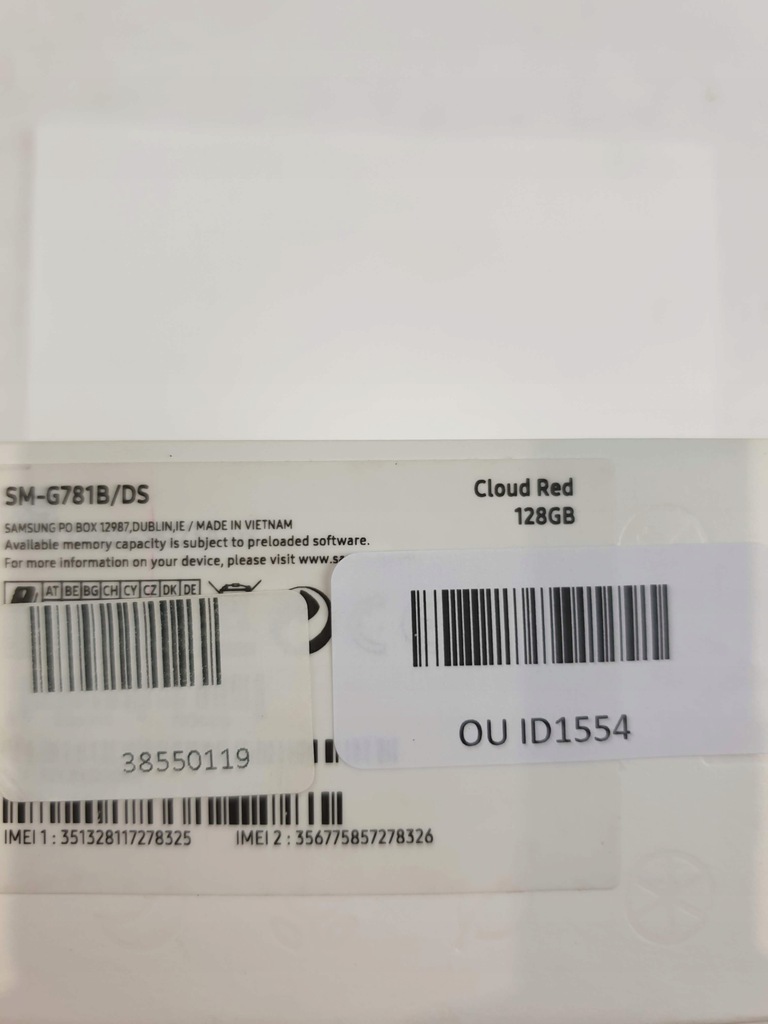 SM-G781B/DS
Cloud Red
128GB
SAMSUNG PO BOX 12987,DUBLIN,IE / MADE IN VIETNAM
Available memory capacity is subject to preloaded software.
For more information on your device, please visit www.sa
AT BE BG CH CY CZ DK DE
38550119
OU ID1554
IMEI 1 : 351328117278325
IMEI 2 : 356775857278326